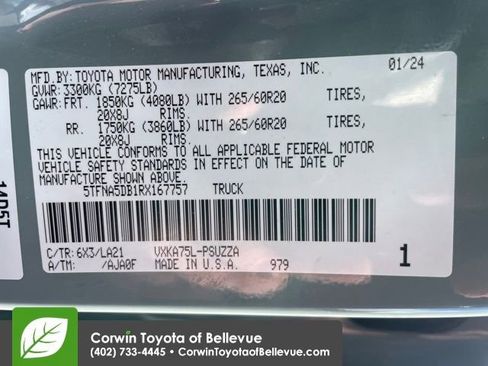 MFD.BY: TOYOTA MOTOR MANUFACTURING, TEXAS, INC. 01/24
GVWR: 3300KG (7275LB)
GAWR: FRT. 1850KG (4080LB) WITH 265/60R20 TIRES,
20X8J RIMS.
RR. 1750KG (3860LB) WITH 265/60R20 TIRES,
20X8J RIMS.
THIS VEHICLE CONFORMS TO ALL APPLICABLE FEDERAL MOTOR
VEHICLE SAFETY STANDARDS IN EFFECT ON THE DATE OF
MANUFACTURE SHOWN ABOVE.
5TFNA5DB1RX167757 TRUCK
C/TR: 6X3/LA21 VXKA75L-PSUZZA
A/TM: /AJA0F MADE IN U.S.A. 979 1
14D5T
Corwin Toyota of Bellevue
(402) 733-4445 • CorwinToyotaofBellevue.com